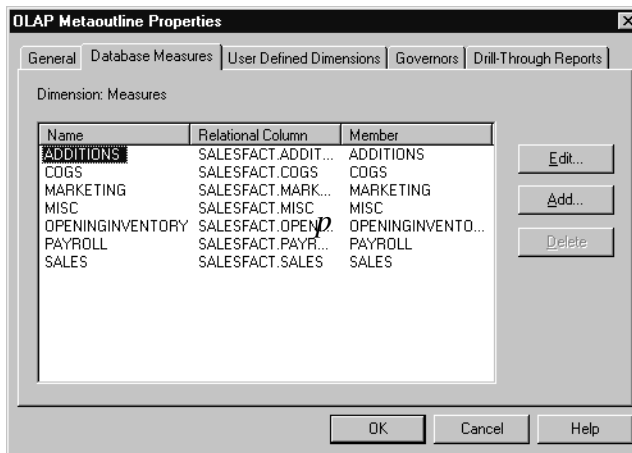 OLAP Metaoutline Properties
General Database Measures User Defined Dimensions Governors Drill-Through Reports
Dimension: Measures
Name Relational Column Member
ADDITIONS SALESFACT.ADDIT... ADDITIONS
COGS SALESFACT.COGS COGS
MARKETING SALESFACT.MARK... MARKETING
MISC SALESFACT.MISC MISC
OPENINGINVENTORY SALESFACT.OPEN... OPENINGINVENTO...
p
PAYROLL SALESFACT.PAYR... PAYROLL
SALES SALESFACT.SALES SALES
Edit...
Add...
Delete
OK Cancel Help